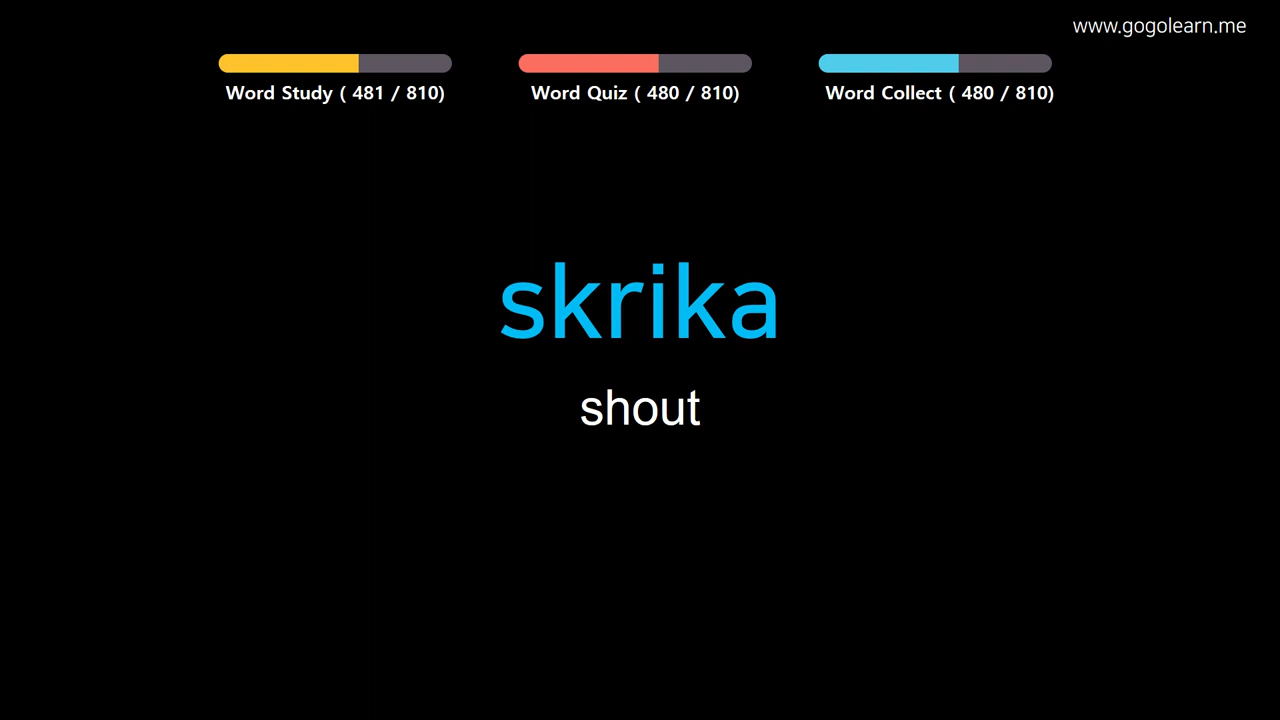 www.gogolearn.me
Word Study ( 481 / 810)
Word Quiz ( 480 / 810)
Word Collect ( 480 / 810)
skrika
shout